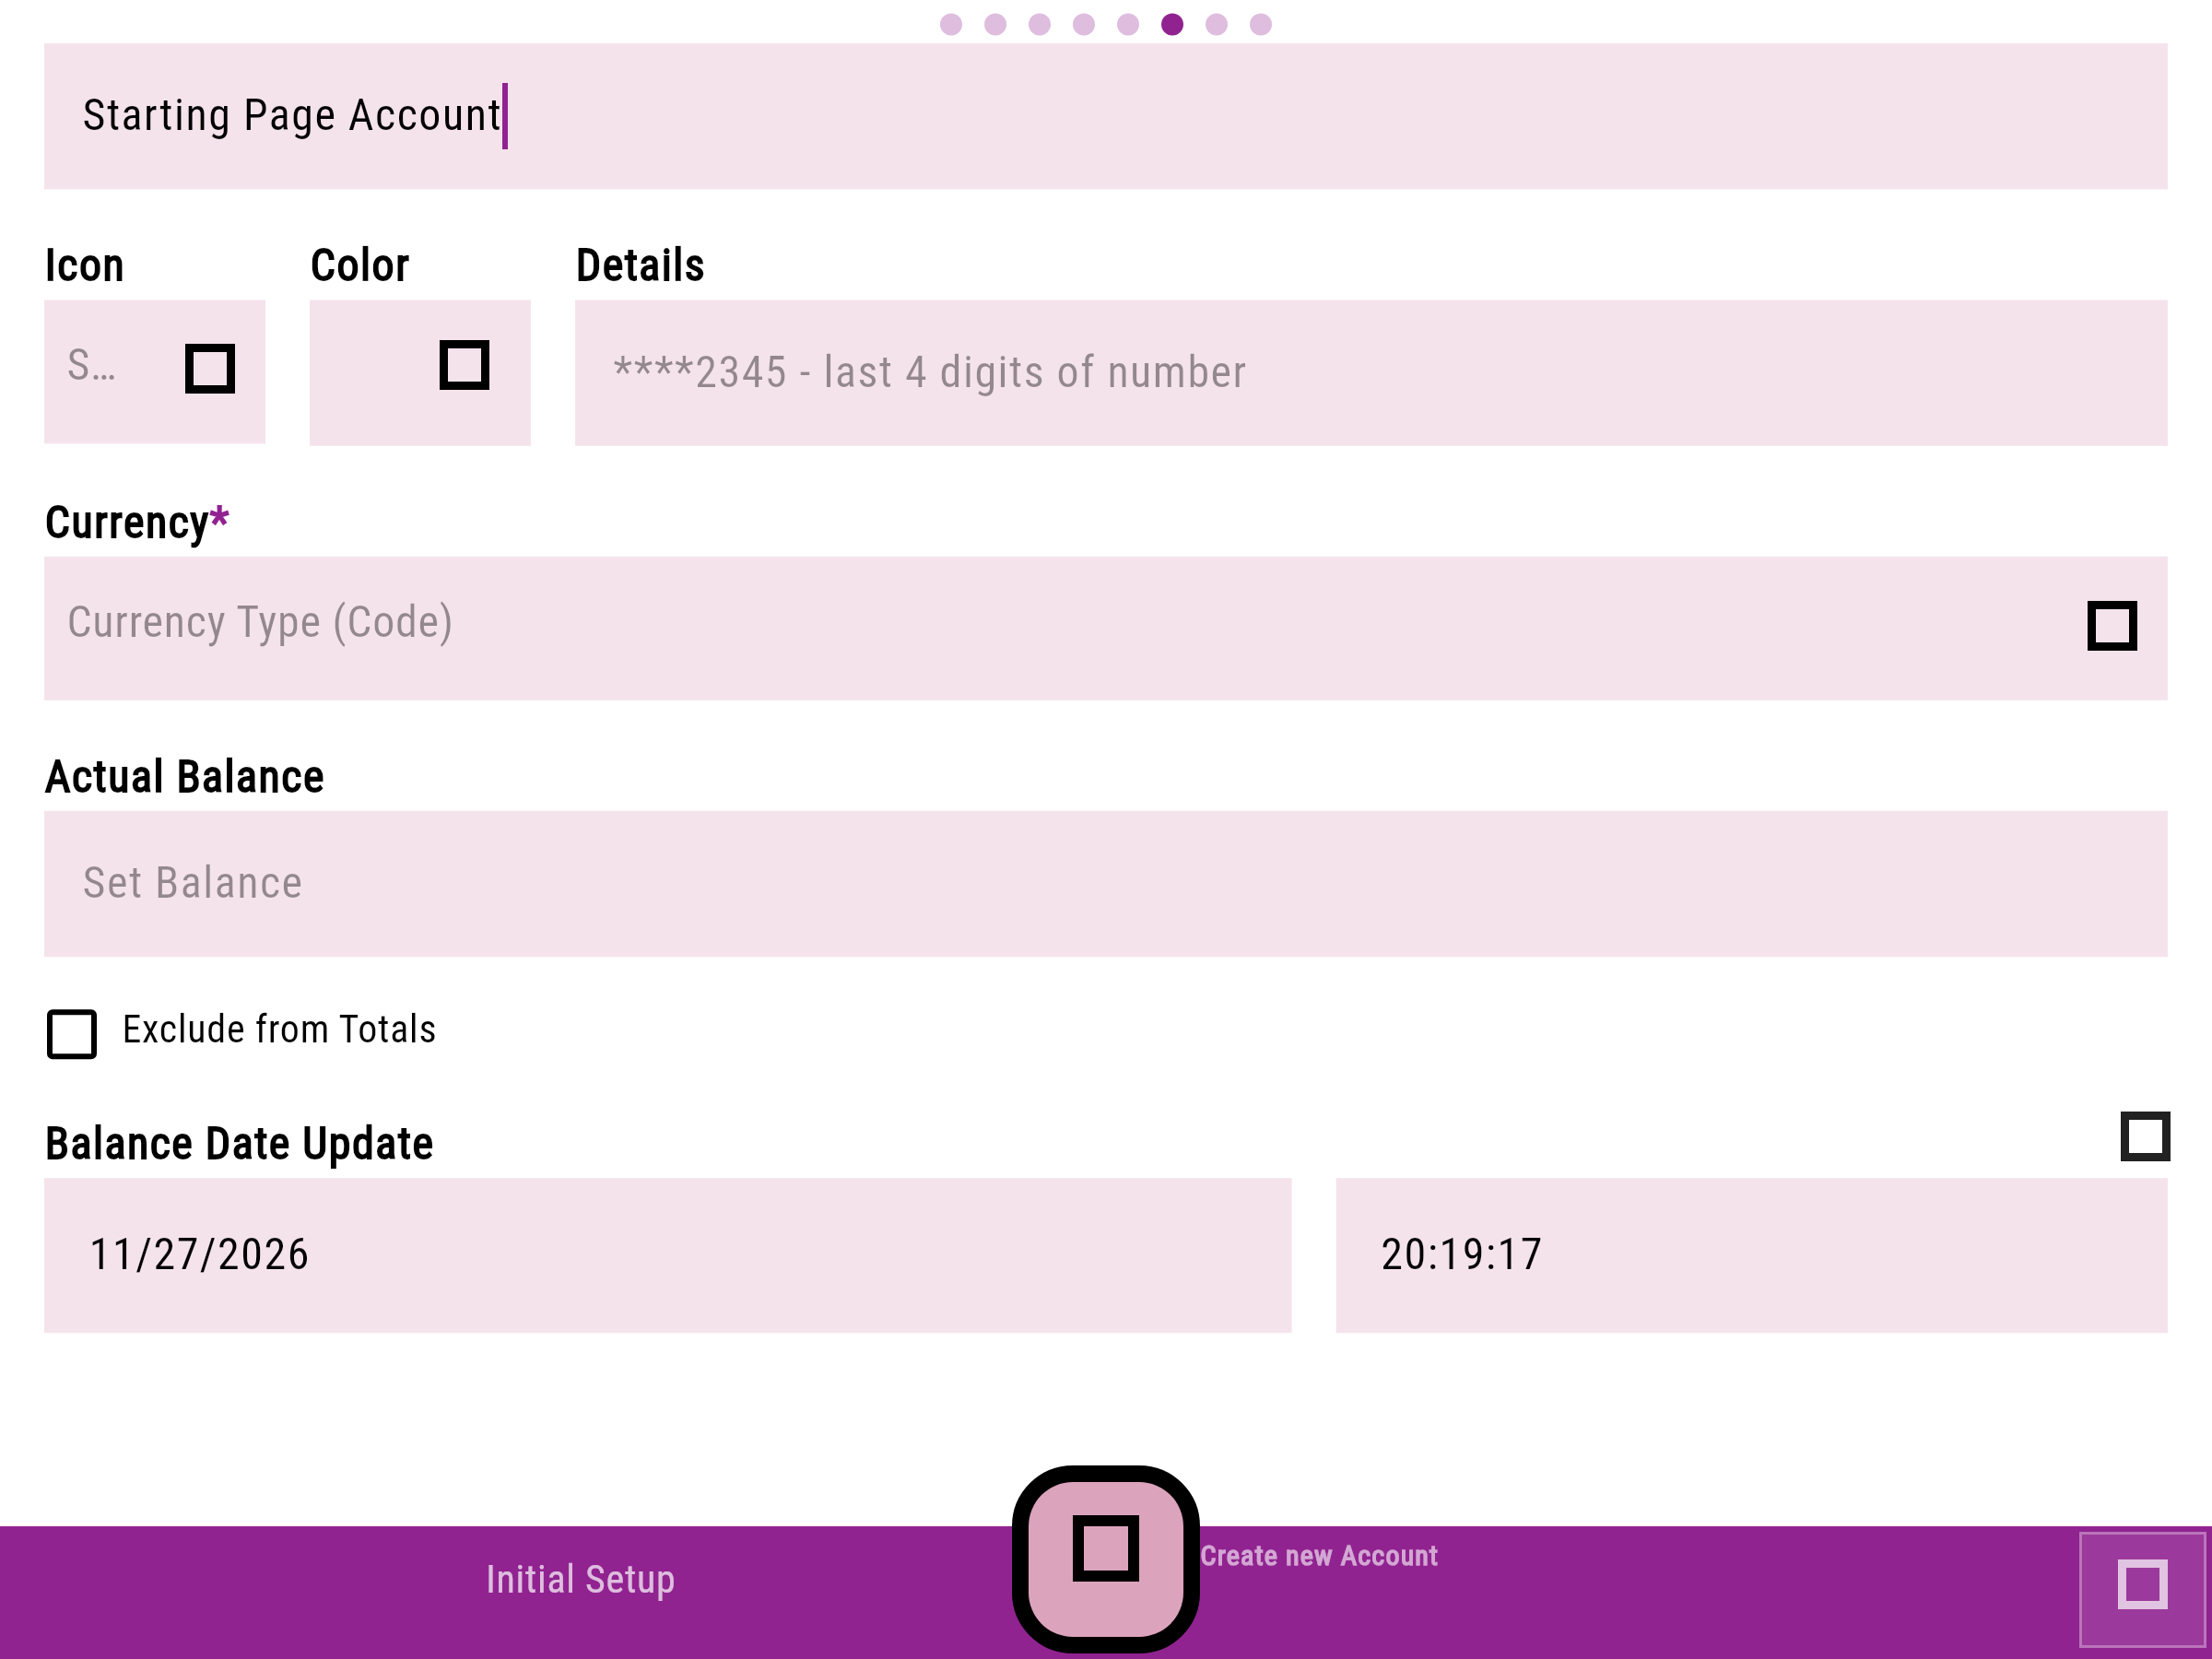 Starting Page Account
Icon
Color
Details
S...
****2345 - last 4 digits of number
Currency*
Currency Type (Code)
Actual Balance
Set Balance
Exclude from Totals
Balance Date Update
11/27/2026
20:19:17
Initial Setup
Create new Account